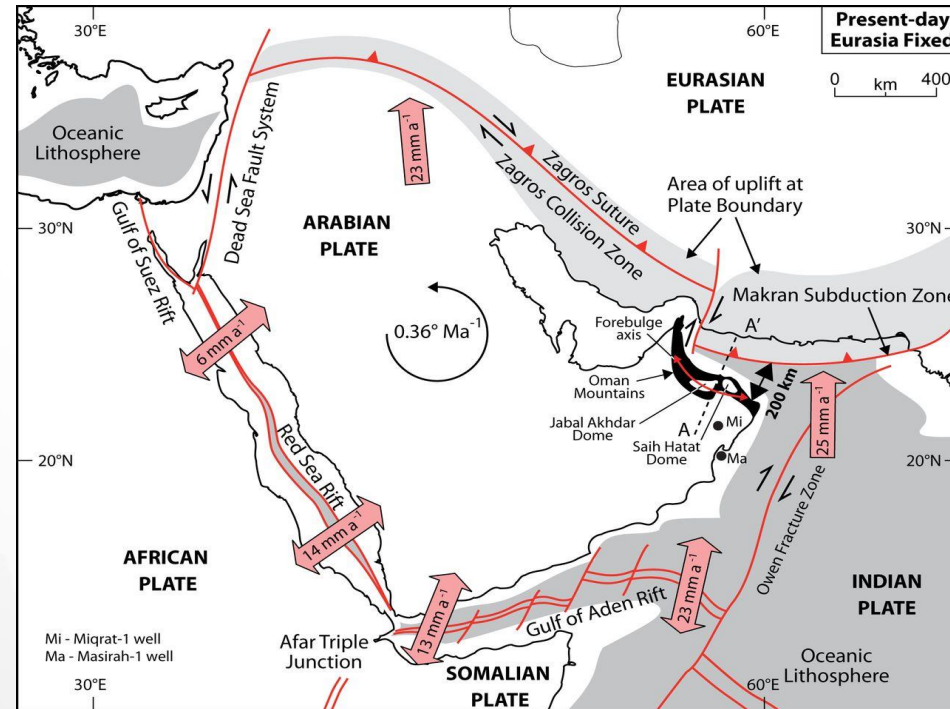 30°E
60°E
Present-day
Eurasia Fixed
0 km 400
EURASIAN
PLATE
Oceanic
Lithosphere
Dead Sea Fault System
23 mm a⁻¹
Zagros Suture
Zagros Collision Zone
Area of uplift at
Plate Boundary
30°N
30°N
ARABIAN
PLATE
Gulf of Suez Rift
Makran Subduction Zone
0.36° Ma⁻¹
Forebulge
axis
A'
6 mm a⁻¹
Oman
Mountains
200 km
Jabal Akhdar
Dome
A
Mi
Saih Hatat
Dome
Ma
25 mm a⁻¹
20°N
20°N
Red Sea Rift
14 mm a⁻¹
Owen Fracture Zone
AFRICAN
PLATE
INDIAN
PLATE
23 mm a⁻¹
13 mm a⁻¹
Gulf of Aden Rift
Mi - Miqrat-1 well
Ma - Masirah-1 well
Afar Triple
Junction
SOMALIAN
PLATE
Oceanic
Lithosphere
30°E
60°E